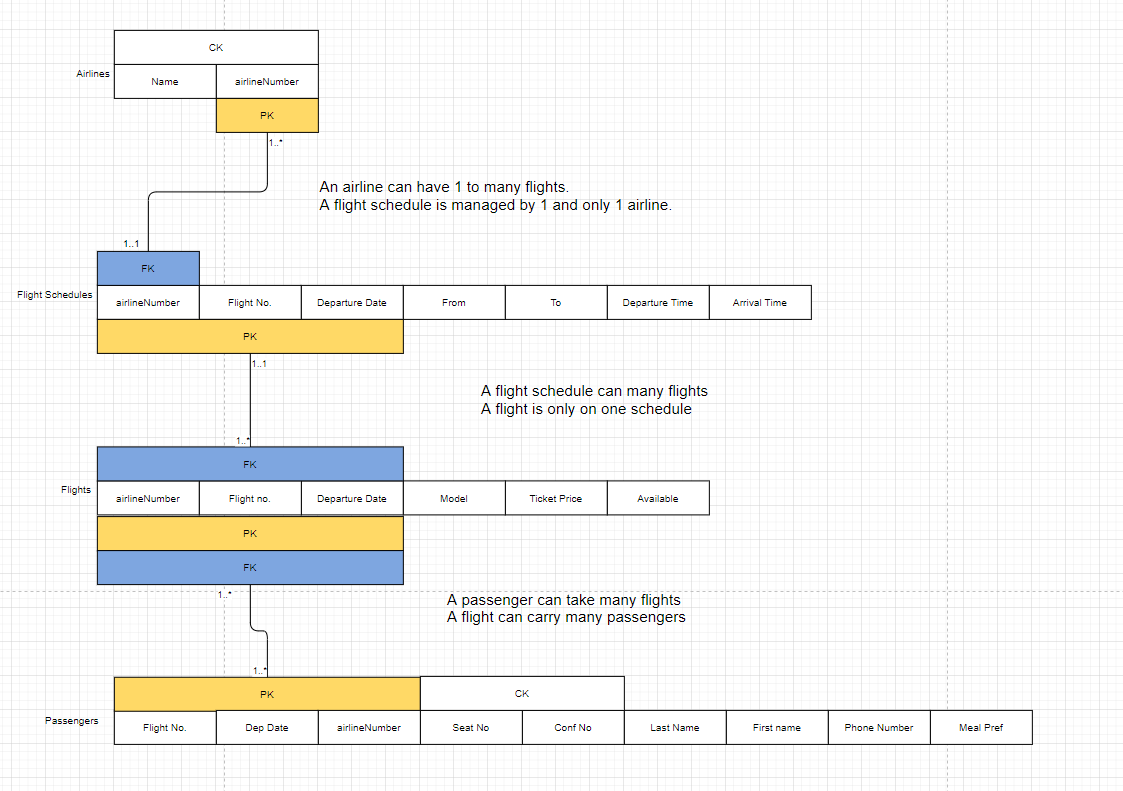 CK
Airlines
Name
airlineNumber
PK
1..*
An airline can have 1 to many flights.
A flight schedule is managed by 1 and only 1 airline.
1..1
FK
Flight Schedules
airlineNumber
Flight No.
Departure Date
From
To
Departure Time
Arrival Time
PK
1..1
A flight schedule can many flights
A flight is only on one schedule
1..*
FK
Flights
airlineNumber
Flight no.
Departure Date
Model
Ticket Price
Available
PK
FK
1..*
A passenger can take many flights
A flight can carry many passengers
1..*
PK
CK
Passengers
Flight No.
Dep Date
airlineNumber
Seat No
Conf No
Last Name
First name
Phone Number
Meal Pref